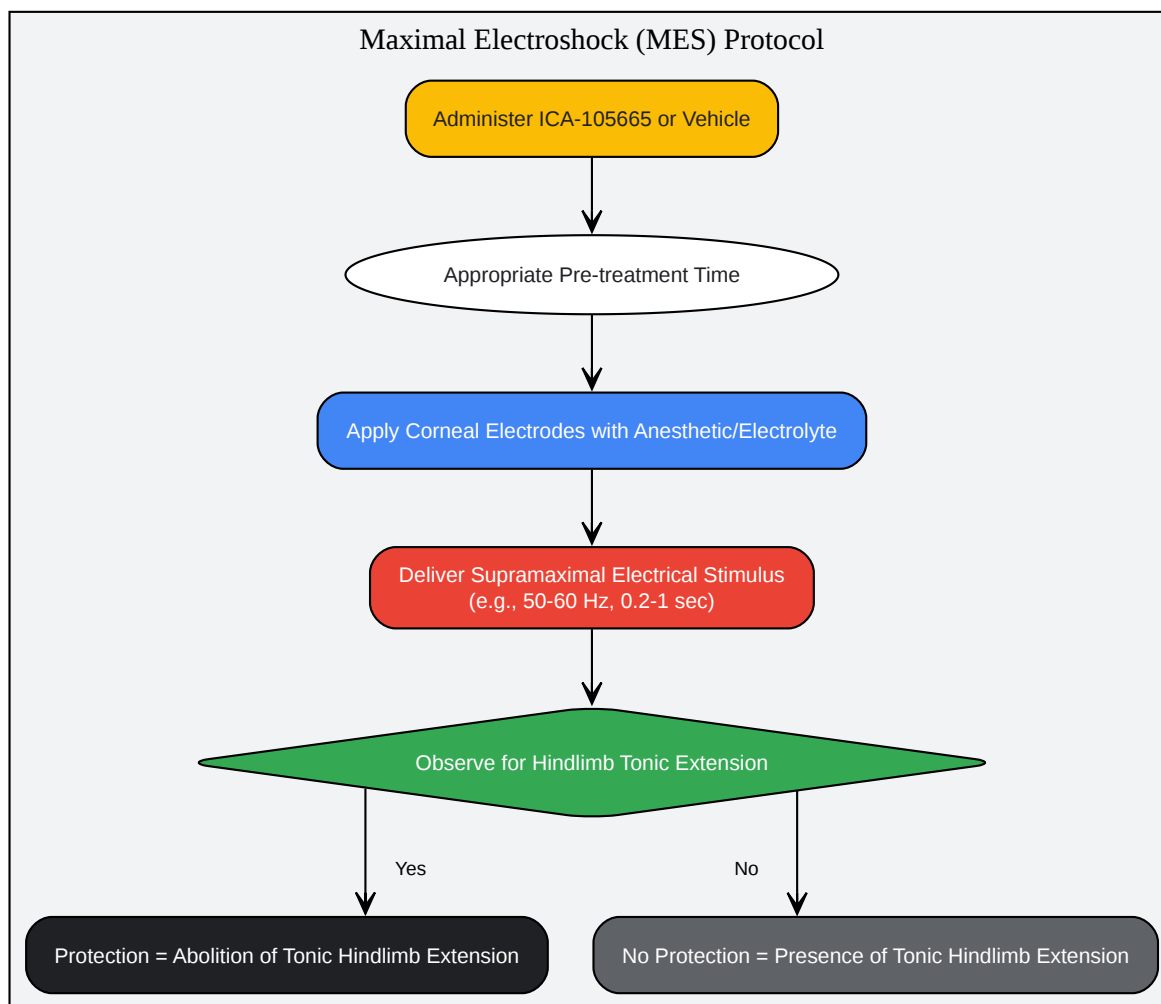 Maximal Electroshock (MES) Protocol
Administer ICA-105665 or Vehicle
Appropriate Pre-treatment Time
Apply Corneal Electrodes with Anesthetic/Electrolyte
Deliver Supramaximal Electrical Stimulus
(e.g., 50-60 Hz, 0.2-1 sec)
Observe for Hindlimb Tonic Extension
Yes
No
Protection = Abolition of Tonic Hindlimb Extension
No Protection = Presence of Tonic Hindlimb Extension